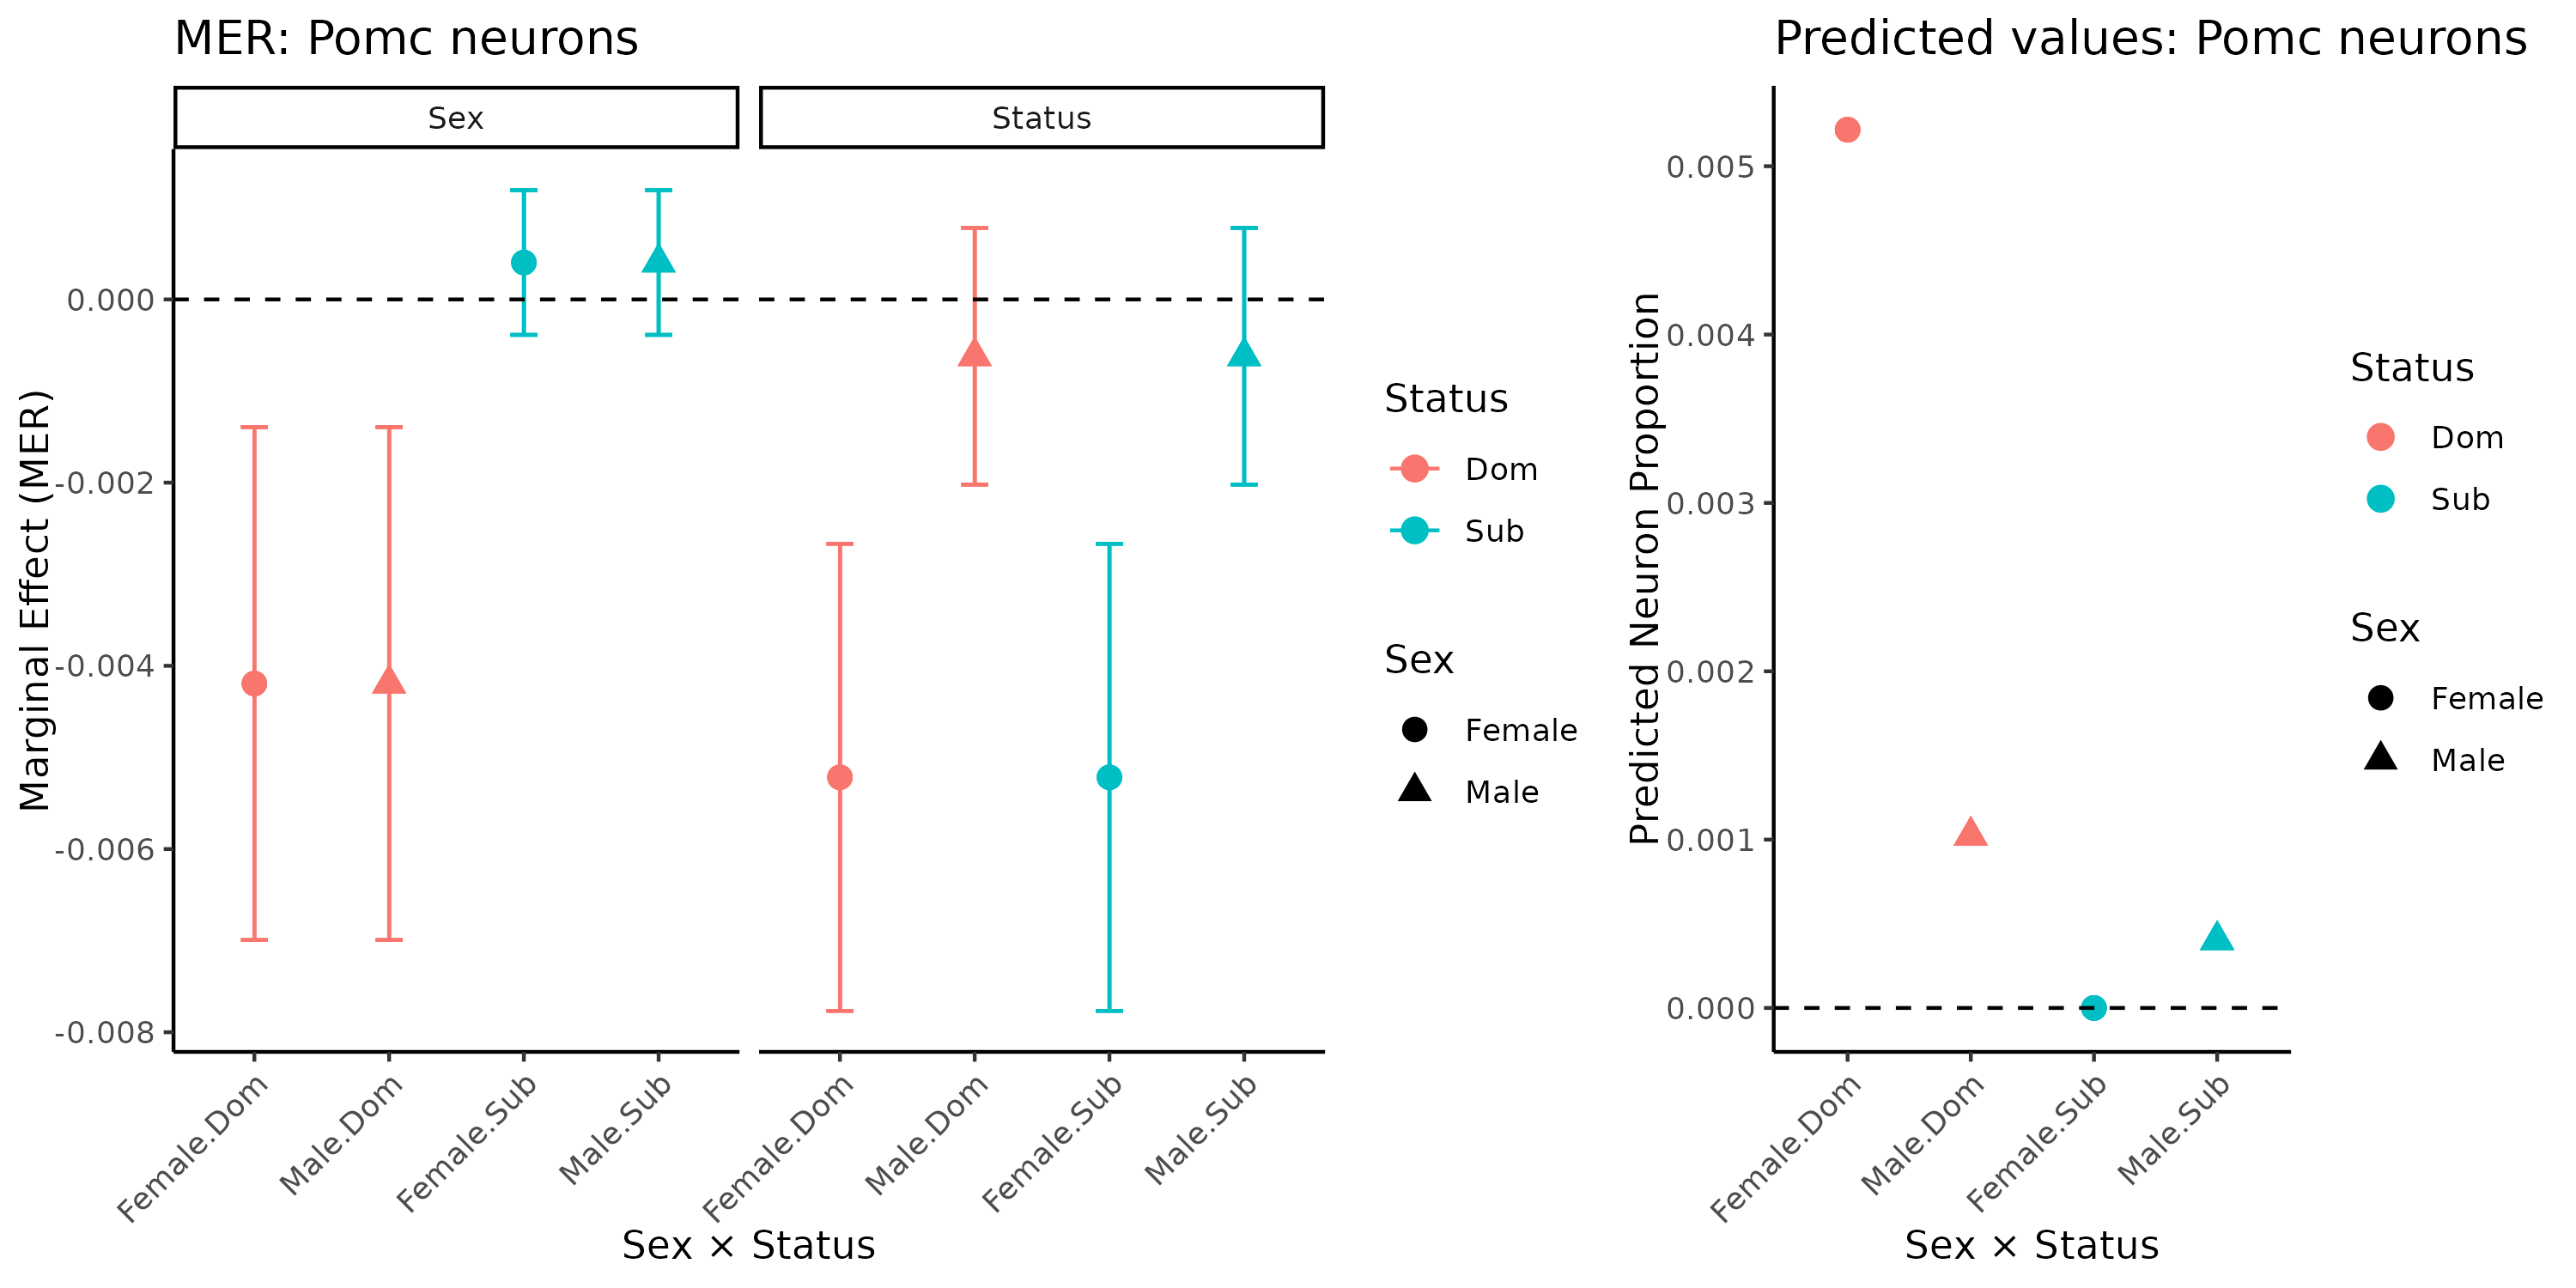 MER: Pomc neurons
Sex
Status
0.000
-0.002
-0.004
-0.006
-0.008
Marginal Effect (MER)
Female.Dom
Male.Dom
Female.Sub
Male.Sub
Female.Dom
Male.Dom
Female.Sub
Male.Sub
Sex × Status
Status
Dom
Sub
Sex
Female
Male
Predicted values: Pomc neurons
0.005
0.004
0.003
0.002
0.001
0.000
Predicted Neuron Proportion
Female.Dom
Male.Dom
Female.Sub
Male.Sub
Sex × Status
Status
Dom
Sub
Sex
Female
Male